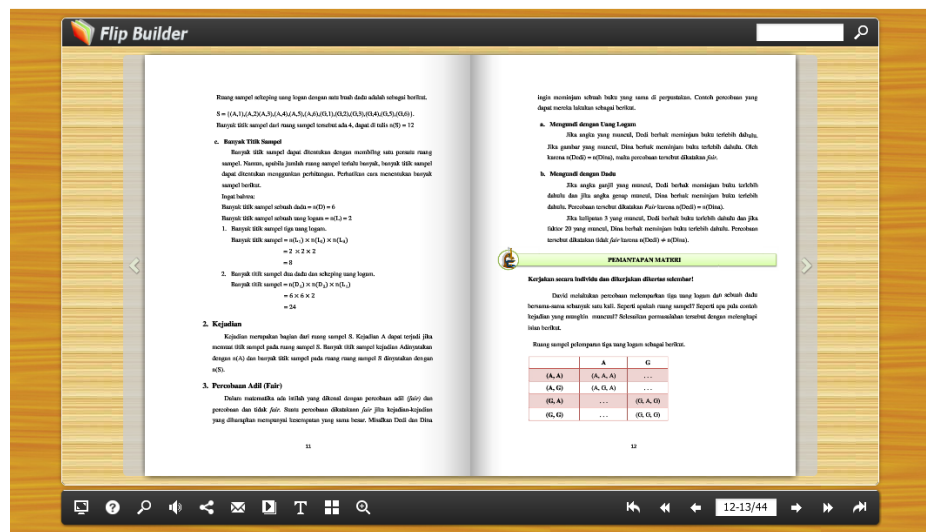 Flip Builder
Ruang sampel sekeping uang logan dengan satu buah dadu adalah sebagai berikut.
S = {(A,1),(A,2)(A,3),(A,4),(A,5),(A,6),(G,1),(G,2),(G,3),(G,4),(G,5),(G,6)}.
Banyak titik sampel dari ruang sampel tersebut ada 4, dapat di tulis n(S) = 12
c. Banyak Titik Sampel
Banyak titik sampel dapat ditentukan dengan membilng satu persatu ruang
sampel. Namun, apabila jumlah ruang sampel terlalu banyak, banyak titik sampel
dapat ditentukan menggunkan perhitungan. Perhatikan cara menentukan banyak
sampel berikut.
Ingat bahwa:
Banyak titik sampel sebuah dadu = n(D) = 6
Banyak titik sampel sebuah uang logam = n(L) = 2
1. Banyak titik sampel tiga uang logam.
Banyak titik sampel = n(L₁) × n(L₂) × n(L₃)
= 2 × 2 × 2
= 8
2. Banyak titik sampel dua dadu dan sekeping uang logam.
Banyak titik sampel = n(D₁) × n(D₂) × n(L₁)
= 6 × 6 × 2
= 24
2. Kejadian
Kejadian merupakan bagian dari ruang sampel S. Kejadian A dapat terjadi jika
memuat titik sampel pada ruang sampel S. Banyak titik sampel kejadian Adinyatakan
dengan n(A) dan banyak titik sampel pada ruang ruang sampel B dinyatakan dengan
n(S).
3. Percobaan Adil (Fair)
Dalam matematika ada istilah yang dikenal dengan percobaan adil (fair) dan
percobaan dan tidak fair. Suatu percobaan dikatakann fair jika kejadian-kejadian
yang diharapkan mempunyai kesempatan yang sama besar. Misalkan Dedi dan Dina
11
ingin meminjam sebuah buku yang sama di perpustakan. Contoh percobaan yang
dapat mereka lakukan sebagai berikut.
a. Mengundi dengan Uang Logam
Jika angka yang muncul, Dedi berhak meminjam buku terlebih dahulu.
Jika gambar yang muncul, Dina berhak meminjam buku terlebih dahulu. Oleh
karena n(Dedi) = n(Dina), maka percobaan tersebut dikatakan fair.
b. Mengundi dengan Dadu
Jika angka ganjil yang muncul, Dedi berhak meminjam buku terlebih
dahulu dan jika angka genap muncul, Dina berhak meminjam buku terlebih
dahulu. Percobaan tersebut dikatakan Fair karena n(Dedi) = n(Dina).
Jika kelipatan 3 yang muncul, Dedi berhak buku terlebih dahulu dan jika
faktor 20 yang muncul, Dina berhak meminjam buku terlebih dahulu. Percobaan
tersebut dikatakan tidak fair karena n(Dedi) ≠ n(Dina).
PEMANTAPAN MATERI
Kerjakan secara individu dan dikerjakan dikertas selembar!
David melakukan percobaan melemparkan tiga uang logam dan sebuah dadu
bersama-sama sebanyak satu kali. Seperti apakah ruang sampel? Seperti apa pula contoh
kejadian yang mungkin muncul? Selesaikan permasalahan tersebut dengan melengkapi
isian berikut.
Ruang sampel pelemparan tiga uang logam sebagai berikut.
A G
(A, A) (A, A, A) . . .
(A, G) (A, G, A) . . .
(G, A) . . . (G, A, G)
(G, G) . . . (G, G, G)
12
12-13/44